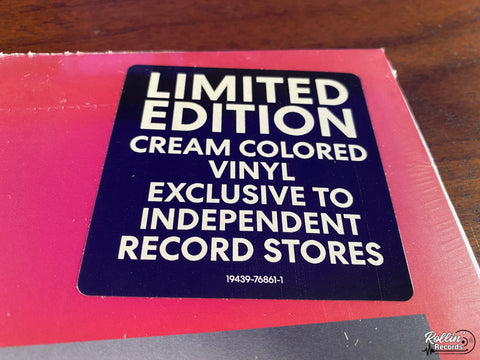 LIMITED
EDITION
CREAM COLORED
VINYL
EXCLUSIVE TO
INDEPENDENT
RECORD STORES
19439-76861-1
Rollin'
Records